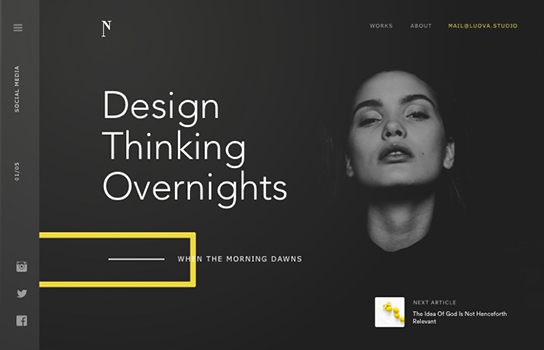 N
WORKS ABOUT MAIL@LUOVA.STUDIO
SOCIAL MEDIA
01/05
Design
Thinking
Overnights
WHEN THE MORNING DAWNS
NEXT ARTICLE
The Idea Of God Is Not Henceforth
Relevant